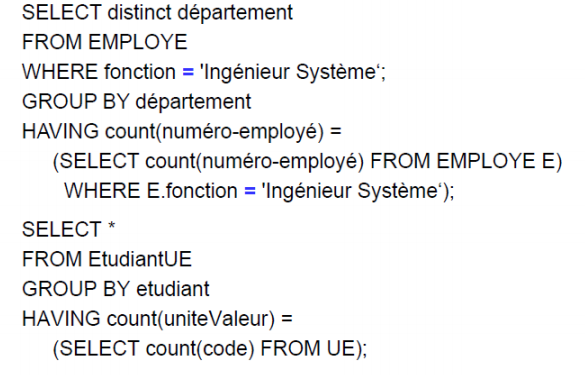 SELECT distinct département
FROM EMPLOYE
WHERE fonction = 'Ingénieur Système‘;
GROUP BY département
HAVING count(numéro-employé) =
(SELECT count(numéro-employé) FROM EMPLOYE E)
WHERE E.fonction = 'Ingénieur Système‘);
SELECT *
FROM EtudiantUE
GROUP BY etudiant
HAVING count(uniteValeur) =
(SELECT count(code) FROM UE);